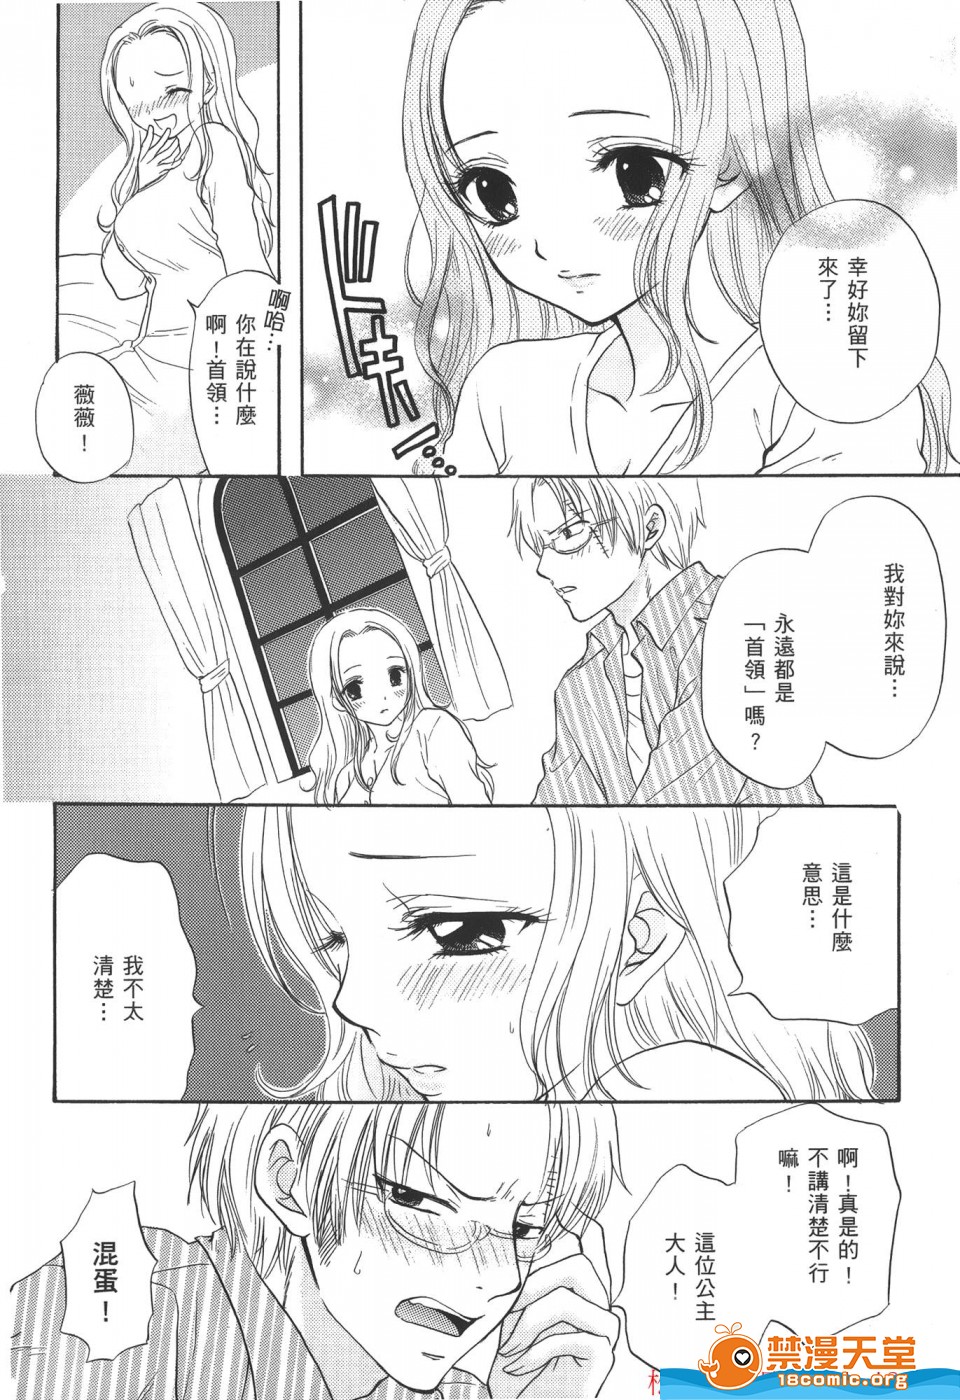 幸好妳留下
來了…
ドキドキ…
啊哈…
你在說什麼
啊！首領…
薇薇！
我對妳來說…
永遠都是
「首領」嗎？
這是什麼
意思…
我不太
清楚…
啊！真是的！
不講清楚不行
嘛！
這位公主
大人！
混蛋！
禁漫天堂
18comic.org